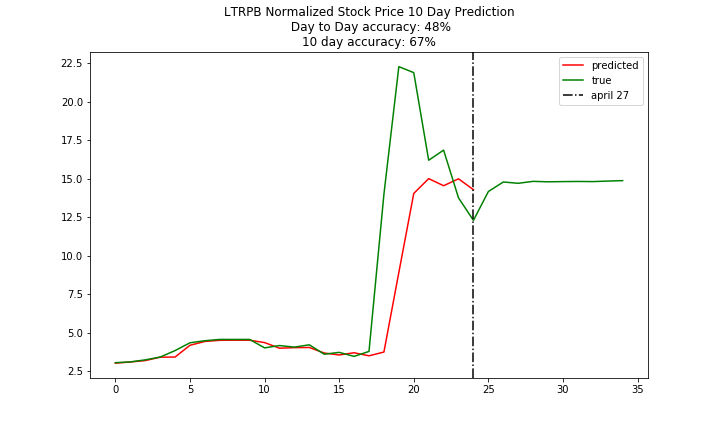 LTRPB Normalized Stock Price 10 Day Prediction
Day to Day accuracy: 48%
10 day accuracy: 67%
predicted
true
april 27
22.5
20.0
17.5
15.0
12.5
10.0
7.5
5.0
2.5
0 5 10 15 20 25 30 35